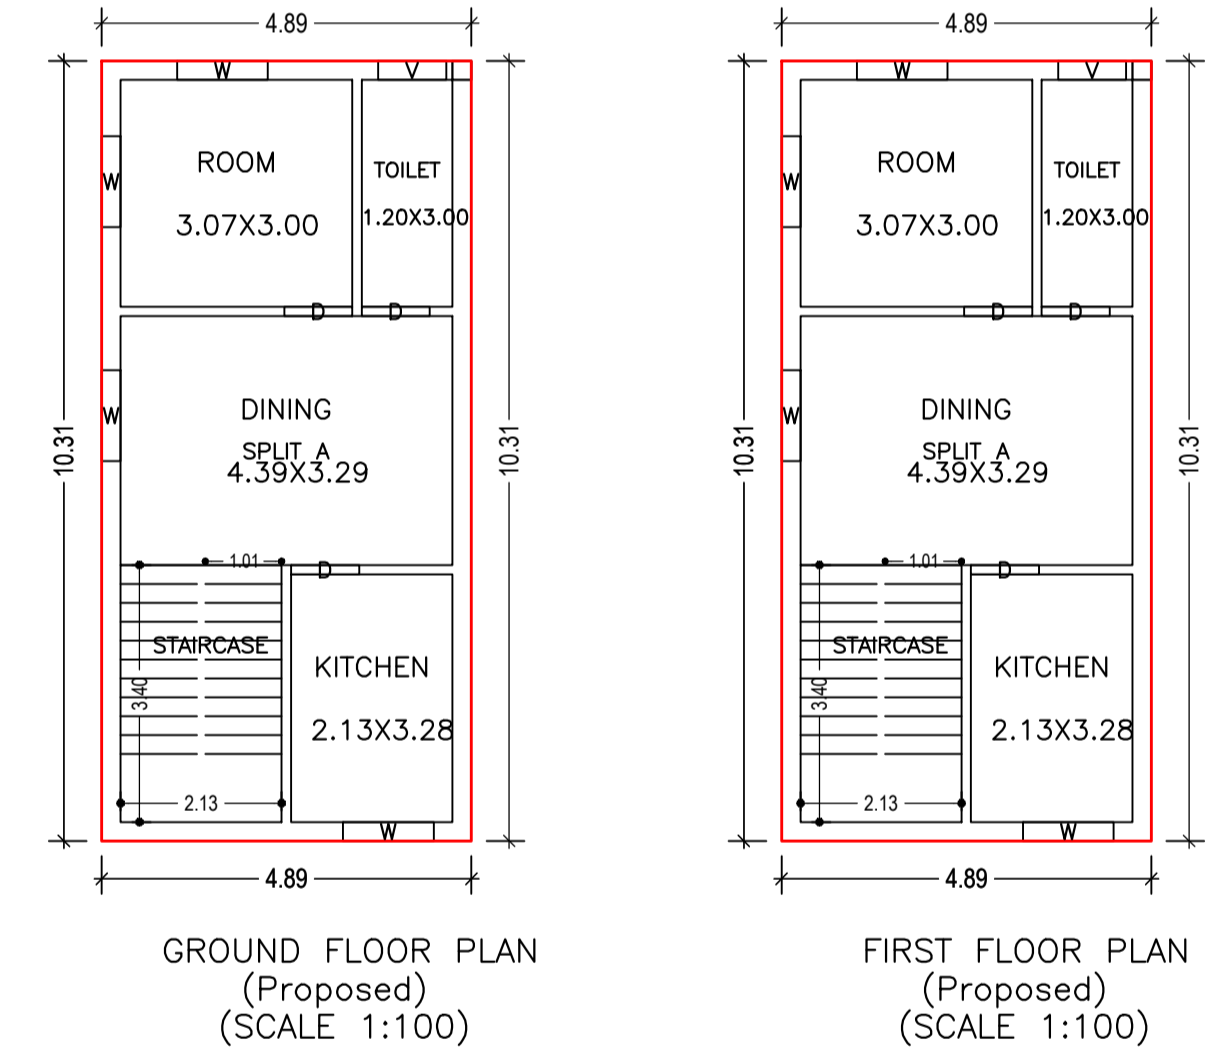 4.89
W
V
W
ROOM
TOILET
3.07X3.00
1.20X3.00
D
D
W
DINING
SPLIT A
4.39X3.29
10.31
10.31
1.01
D
STAIRCASE
KITCHEN
3.40
2.13X3.28
2.13
W
4.89
GROUND FLOOR PLAN
(Proposed)
(SCALE 1:100)
4.89
W
V
W
ROOM
TOILET
3.07X3.00
1.20X3.00
D
D
W
DINING
SPLIT A
4.39X3.29
10.31
10.31
1.01
D
STAIRCASE
KITCHEN
3.40
2.13X3.28
2.13
W
4.89
FIRST FLOOR PLAN
(Proposed)
(SCALE 1:100)